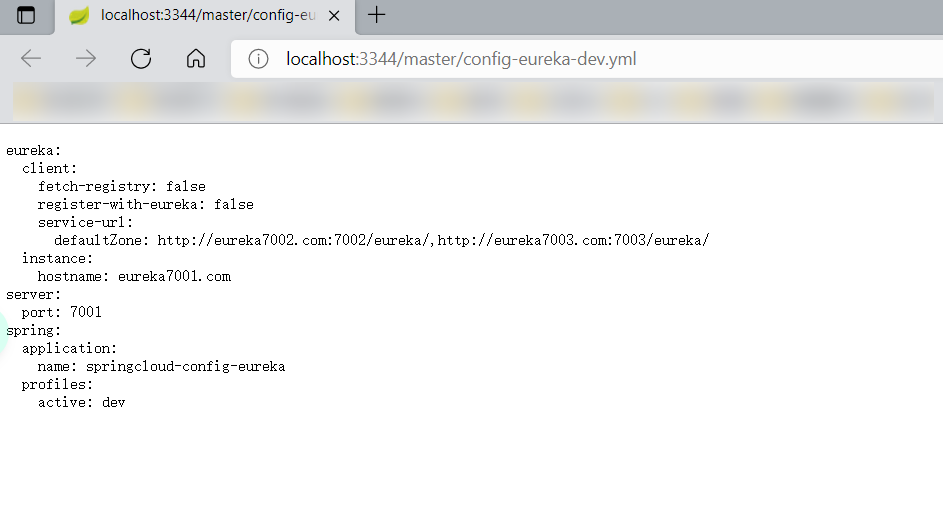 localhost:3344/master/config-eu
localhost:3344/master/config-eureka-dev.yml
eureka:
  client:
    fetch-registry: false
    register-with-eureka: false
    service-url:
      defaultZone: http://eureka7002.com:7002/eureka/,http://eureka7003.com:7003/eureka/
  instance:
    hostname: eureka7001.com
server:
  port: 7001
spring:
  application:
    name: springcloud-config-eureka
  profiles:
    active: dev